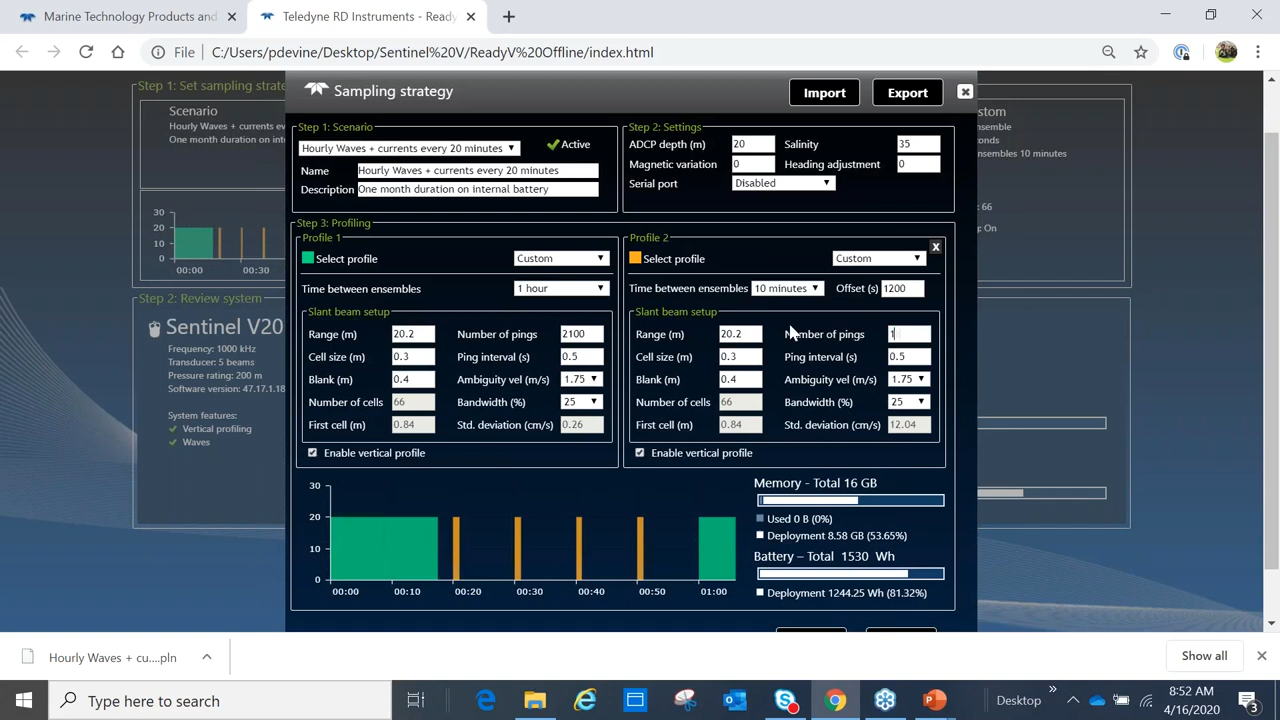 Marine Technology Products and
Teledyne RD Instruments - Ready
File
C:/Users/pdevine/Desktop/Sentinel%20V/ReadyV%20Offline/index.html
Step 1: Set sampling strate
Scenario
Hourly Waves + currents e
One month duration on int
30
20
10
0
00:00
00:30
Step 2: Review system
Sentinel V20
Frequency: 1000 kHz
Transducer: 5 beams
Pressure rating: 200 m
Software version: 47.17.1.18
System features:
Vertical profiling
Waves
Sampling strategy
Import
Export
Step 1: Scenario
Hourly Waves + currents every 20 minutes
Active
Name
Hourly Waves + currents every 20 minutes
Description
One month duration on internal battery
Step 2: Settings
ADCP depth (m)
20
Salinity
35
Magnetic variation
0
Heading adjustment
0
Serial port
Disabled
Step 3: Profiling
Profile 1
Select profile
Custom
Time between ensembles
1 hour
Slant beam setup
Range (m)
20.2
Number of pings
2100
Cell size (m)
0.3
Ping interval (s)
0.5
Blank (m)
0.4
Ambiguity vel (m/s)
1.75
Number of cells
66
Bandwidth (%)
25
First cell (m)
0.84
Std. deviation (cm/s)
0.26
Enable vertical profile
Profile 2
Select profile
Custom
Time between ensembles
10 minutes
Offset (s)
1200
Slant beam setup
Range (m)
20.2
Number of pings
1
Cell size (m)
0.3
Ping interval (s)
0.5
Blank (m)
0.4
Ambiguity vel (m/s)
1.75
Number of cells
66
Bandwidth (%)
25
First cell (m)
0.84
Std. deviation (cm/s)
12.04
Enable vertical profile
30
20
10
0
00:00
00:10
00:20
00:30
00:40
00:50
01:00
Memory - Total 16 GB
Used 0 B (0%)
Deployment 8.58 GB (53.65%)
Battery – Total 1530 Wh
Deployment 1244.25 Wh (81.32%)
ustom
nsemble
onds
nsembles 10 minutes
: 66
g: On
Hourly Waves + cu....pln
Show all
Type here to search
Desktop
8:52 AM
4/16/2020
3